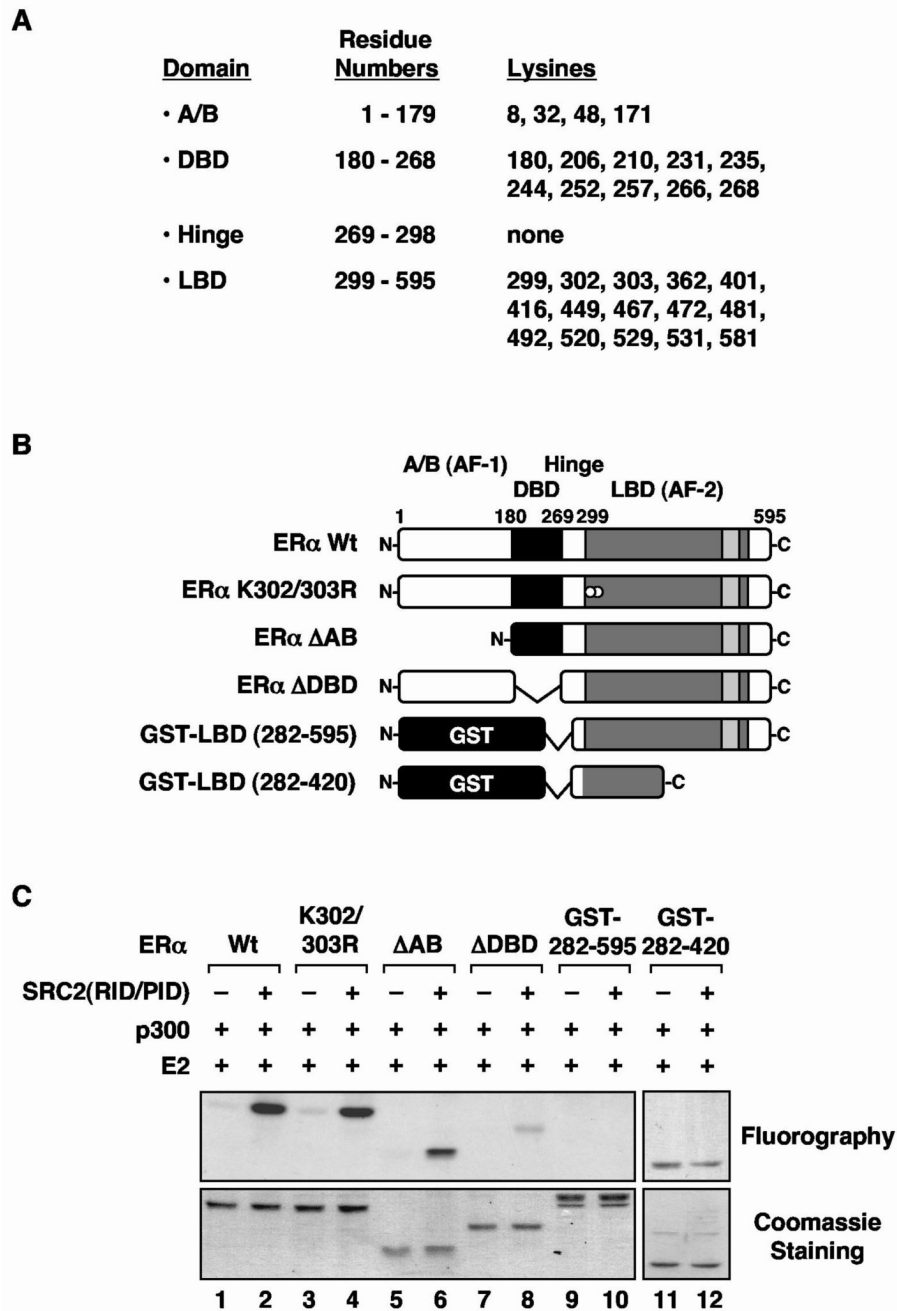 A
Domain Residue Numbers Lysines
• A/B 1 - 179 8, 32, 48, 171
• DBD 180 - 268 180, 206, 210, 231, 235,
244, 252, 257, 266, 268
• Hinge 269 - 298 none
• LBD 299 - 595 299, 302, 303, 362, 401,
416, 449, 467, 472, 481,
492, 520, 529, 531, 581
B
A/B (AF-1) Hinge
DBD LBD (AF-2)
1 180 269 299 595
ERα Wt N- -C
ERα K302/303R N- -C
ERα ΔAB N- -C
ERα ΔDBD N- -C
GST-LBD (282-595) N- GST -C
GST-LBD (282-420) N- GST -C
C
ERα Wt K302/303R ΔAB ΔDBD GST-282-595 GST-282-420
SRC2(RID/PID) – + – + – + – + – + – +
p300 + + + + + + + + + + + +
E2 + + + + + + + + + + + +
Fluorography
Coomassie
Staining
1 2 3 4 5 6 7 8 9 10 11 12